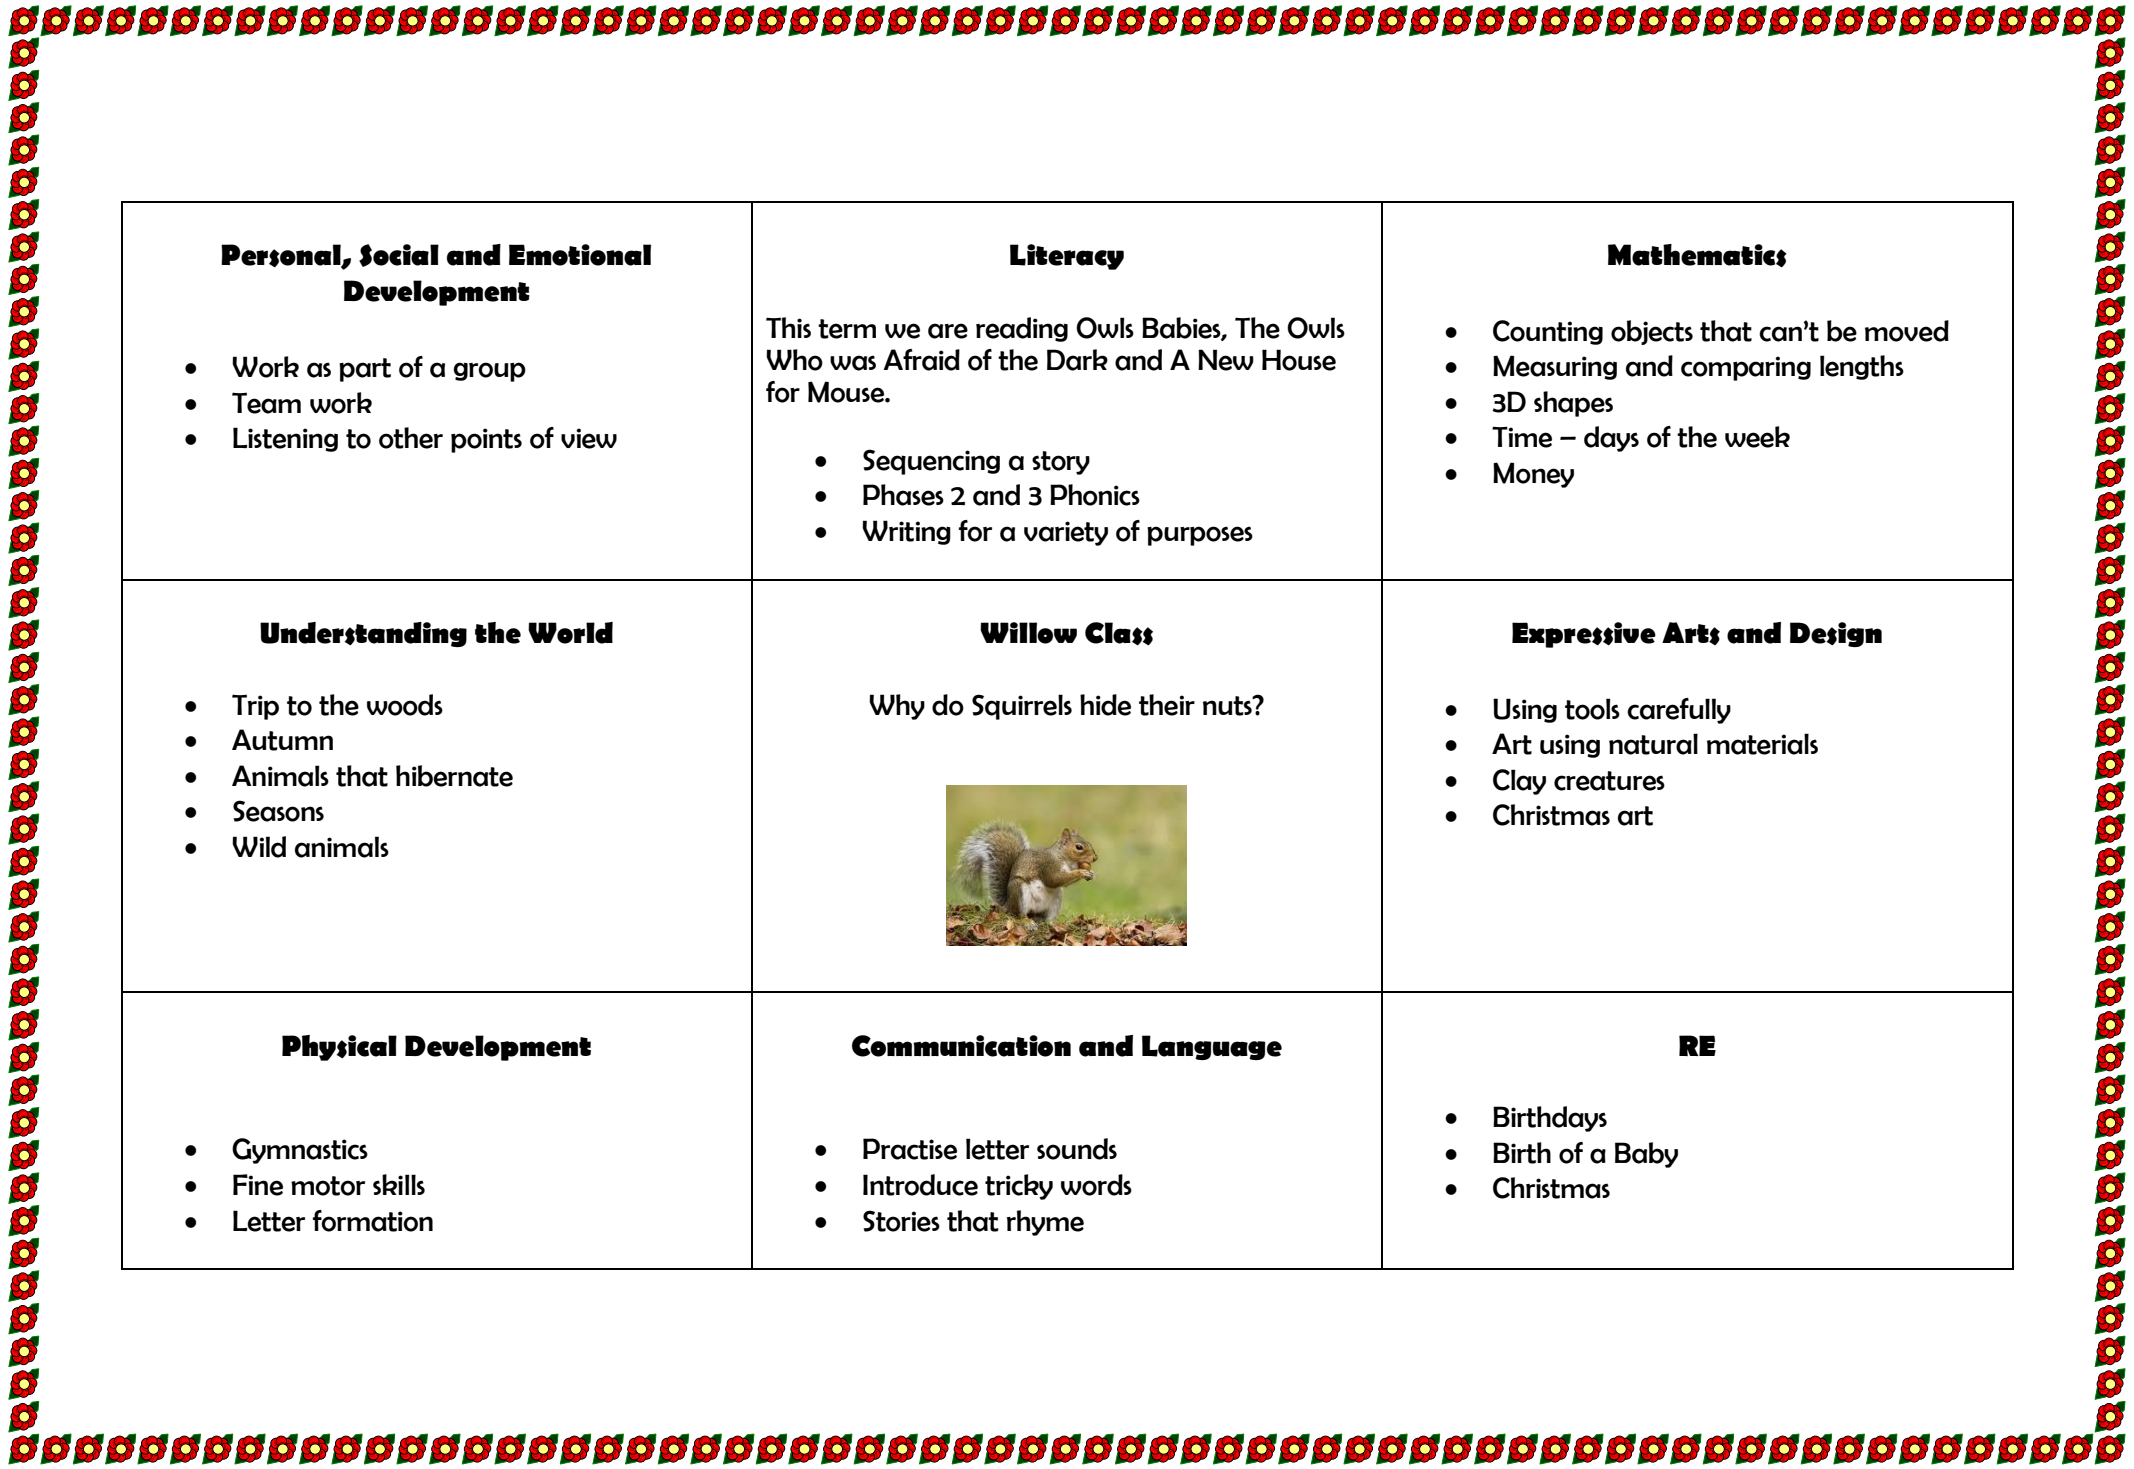 Personal, Social and Emotional
Development
• Work as part of a group
• Team work
• Listening to other points of view
Literacy
This term we are reading Owls Babies, The Owls
Who was Afraid of the Dark and A New House
for Mouse.
• Sequencing a story
• Phases 2 and 3 Phonics
• Writing for a variety of purposes
Mathematics
• Counting objects that can’t be moved
• Measuring and comparing lengths
• 3D shapes
• Time – days of the week
• Money
Understanding the World
• Trip to the woods
• Autumn
• Animals that hibernate
• Seasons
• Wild animals
Willow Class
Why do Squirrels hide their nuts?
Expressive Arts and Design
• Using tools carefully
• Art using natural materials
• Clay creatures
• Christmas art
Physical Development
• Gymnastics
• Fine motor skills
• Letter formation
Communication and Language
• Practise letter sounds
• Introduce tricky words
• Stories that rhyme
RE
• Birthdays
• Birth of a Baby
• Christmas